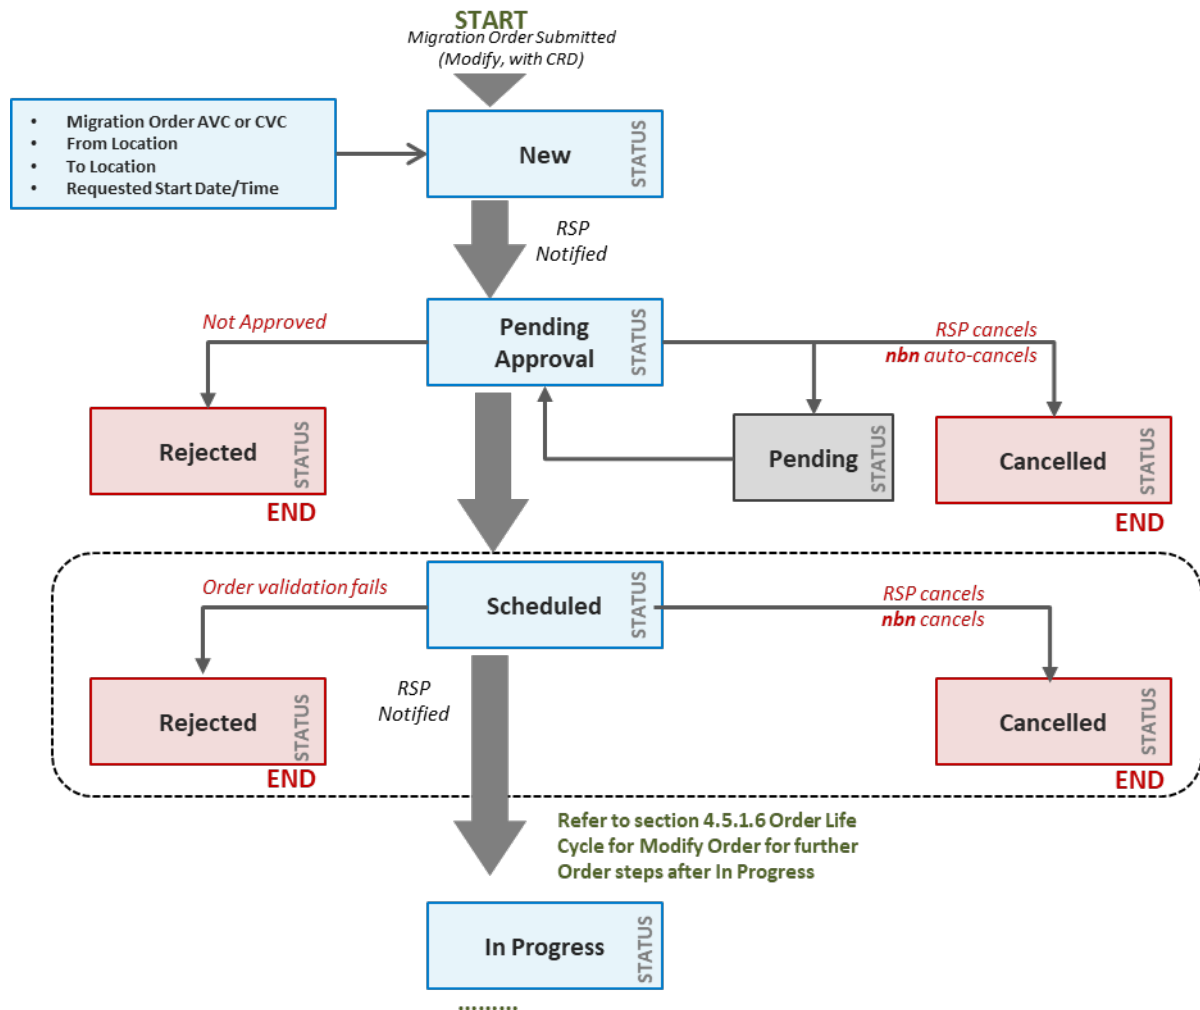 START
Migration Order Submitted
(Modify, with CRD)
• Migration Order AVC or CVC
• From Location
• To Location
• Requested Start Date/Time
New
STATUS
RSP
Notified
Pending
Approval
STATUS
Not Approved
RSP cancels
nbn auto-cancels
Rejected
STATUS
END
Pending
STATUS
Cancelled
STATUS
END
Order validation fails
Scheduled
STATUS
RSP cancels
nbn cancels
RSP
Notified
Rejected
STATUS
END
Cancelled
STATUS
END
Refer to section 4.5.1.6 Order Life
Cycle for Modify Order for further
Order steps after In Progress
In Progress
STATUS
.........